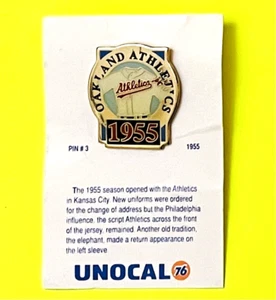 OAKLAND ATHLETICS
Athletics
1955
PIN # 3 1955
The 1955 season opened with the Athletics
in Kansas City. New uniforms were ordered
for the change of address but the Philadelphia
influence, the script Athletics across the front
of the jersey, remained. Another old tradition,
the elephant, made a return appearance on
the left sleeve.
UNOCAL 76